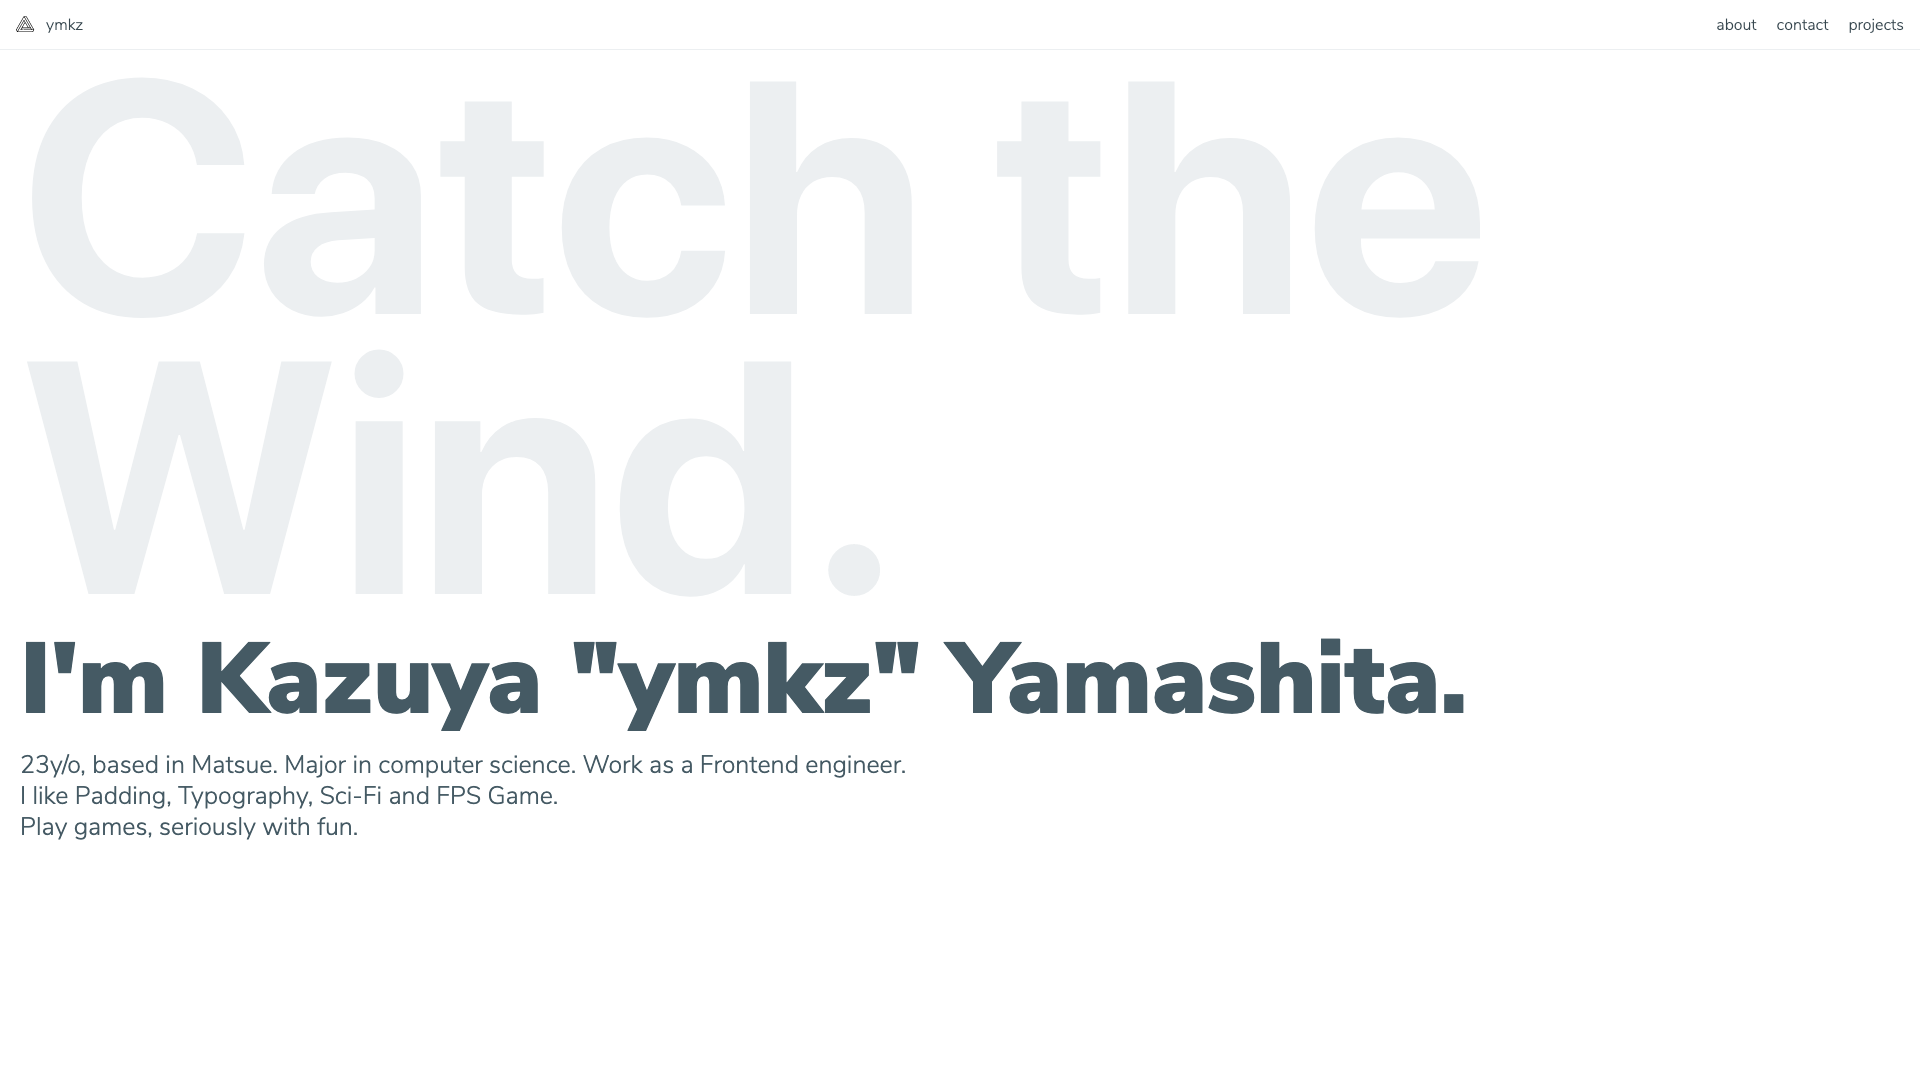 ymkz
about contact projects
Catch the
Wind.
I'm Kazuya "ymkz" Yamashita.
23y/o, based in Matsue. Major in computer science. Work as a Frontend engineer.
I like Padding, Typography, Sci-Fi and FPS Game.
Play games, seriously with fun.